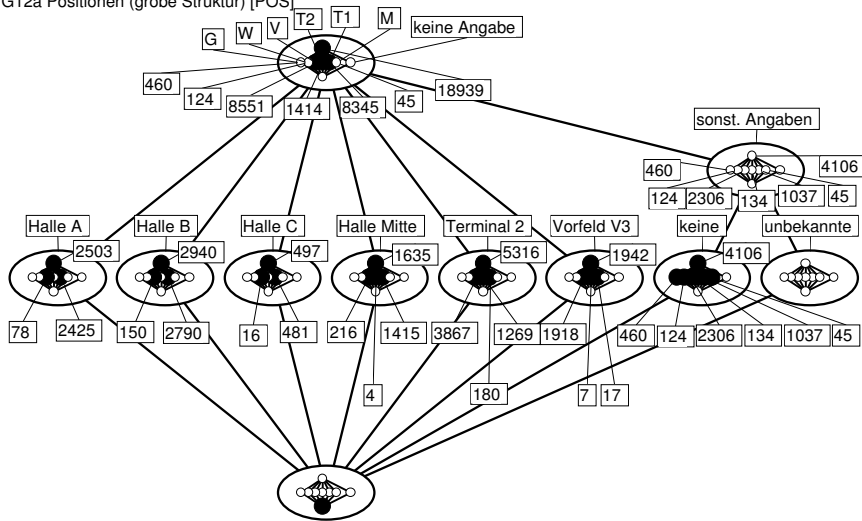 G12a Positionen (grobe Struktur) [POS]
G W V T2 T1 M keine Angabe
460 124 8551 1414 8345 45 18939
sonst. Angaben
460 4106
124 2306 134 1037 45
Halle A Halle B Halle C Halle Mitte Terminal 2 Vorfeld V3 keine unbekannte
2503 2940 497 1635 5316 1942 4106
78 2425 150 2790 16 481 216 1415 3867 1269 1918 460 124 2306 134 1037 45
4 180 7 17